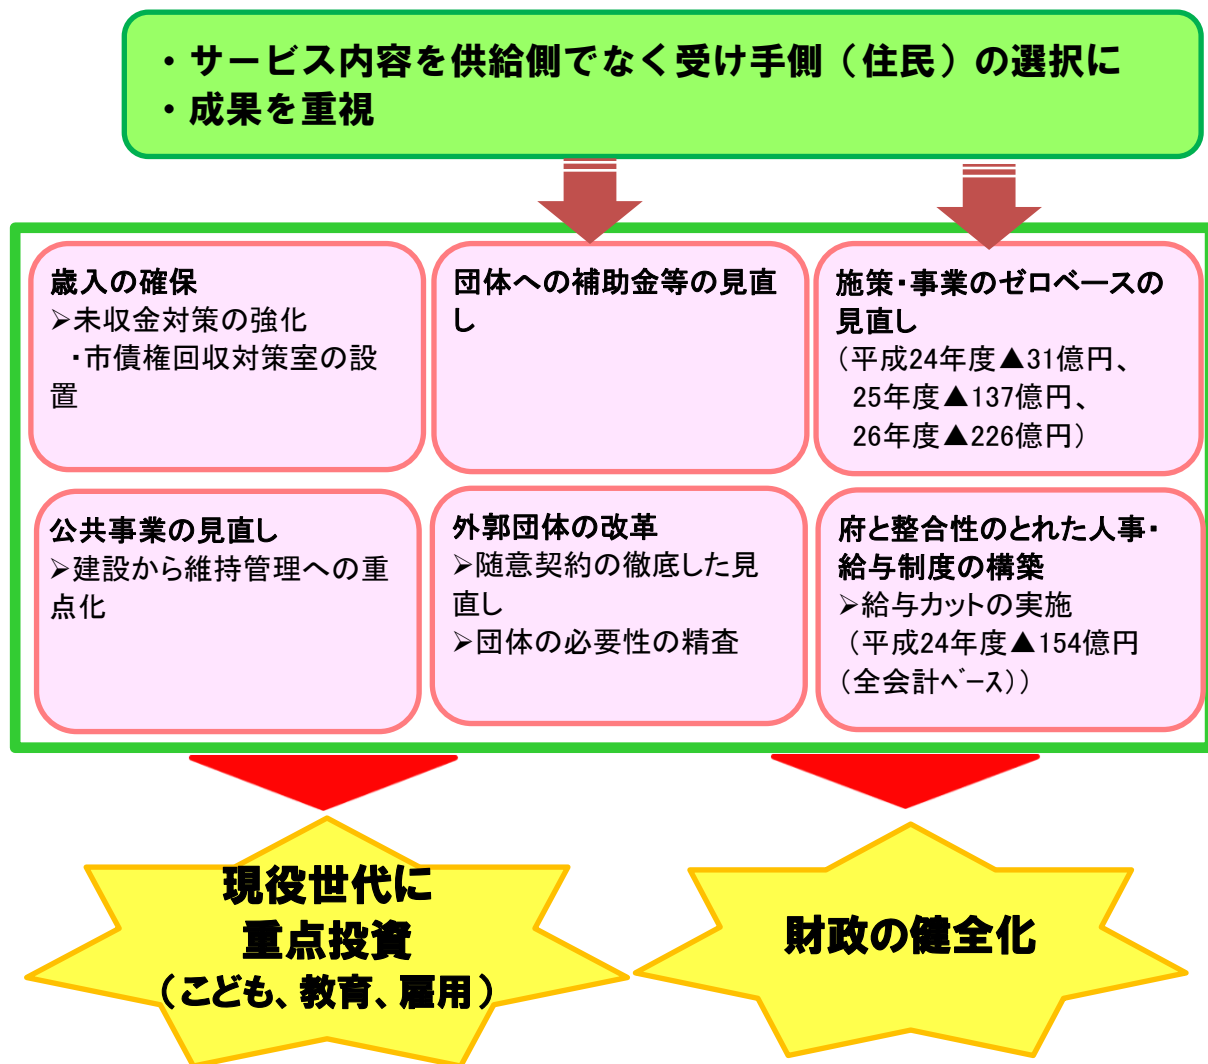 ・サービス内容を供給側でなく受け手側（住民）の選択に
・成果を重視
歳入の確保
➢未収金対策の強化
・市債権回収対策室の設
置
団体への補助金等の見直
し
施策・事業のゼロベースの
見直し
（平成24年度▲31億円、
25年度▲137億円、
26年度▲226億円）
公共事業の見直し
➢建設から維持管理への重
点化
外郭団体の改革
➢随意契約の徹底した見
直し
➢団体の必要性の精査
府と整合性のとれた人事・
給与制度の構築
➢給与カットの実施
（平成24年度▲154億円
（全会計ﾍﾞｰｽ））
現役世代に
重点投資
（こども、教育、雇用）
財政の健全化